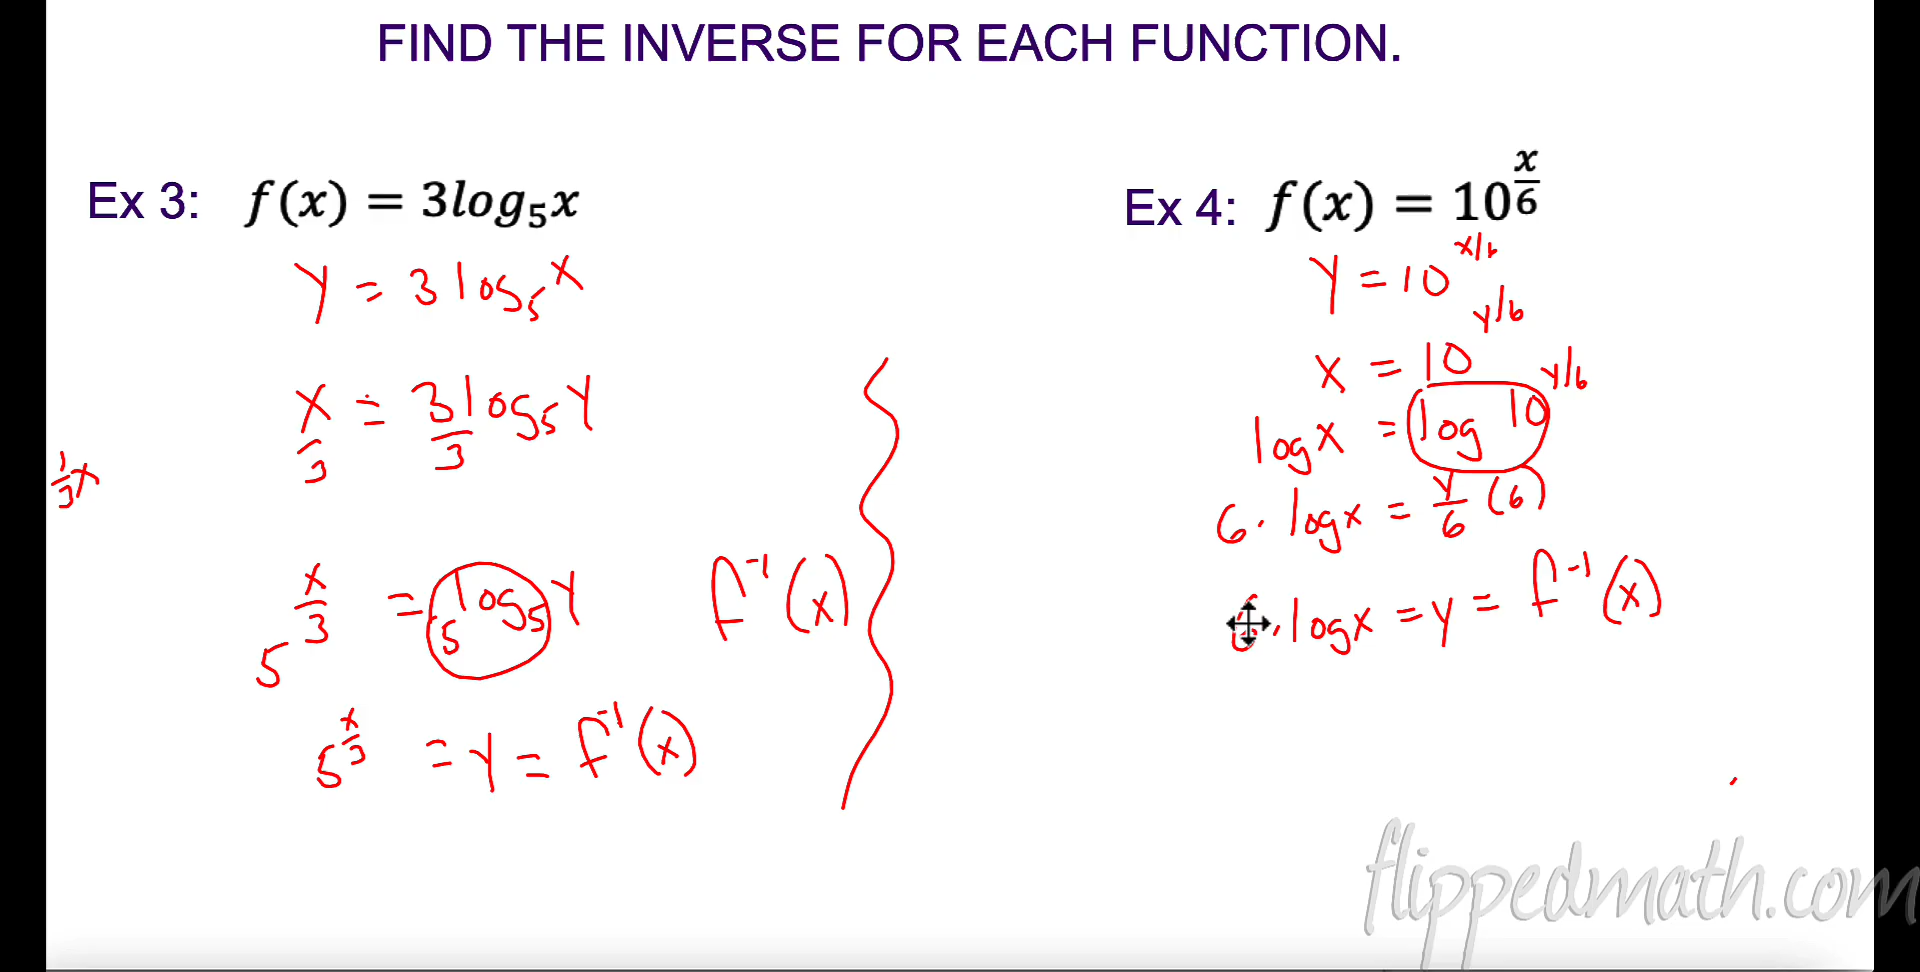 FIND THE INVERSE FOR EACH FUNCTION.
Ex 3: f(x) = 3log₅x
y = 3 log₅ x
x/3 = 3/3 log₅ y
1/3 x
5^(x/3) = 5^(log₅ y)
f⁻¹(x)
5^(x/3) = y = f⁻¹(x)
Ex 4: f(x) = 10^(x/6)
y = 10^(x/6)
x = 10^(y/6)
log x = log 10^(y/6)
6 · log x = y/6 (6)
6 · log x = y = f⁻¹(x)
flippedmath.com